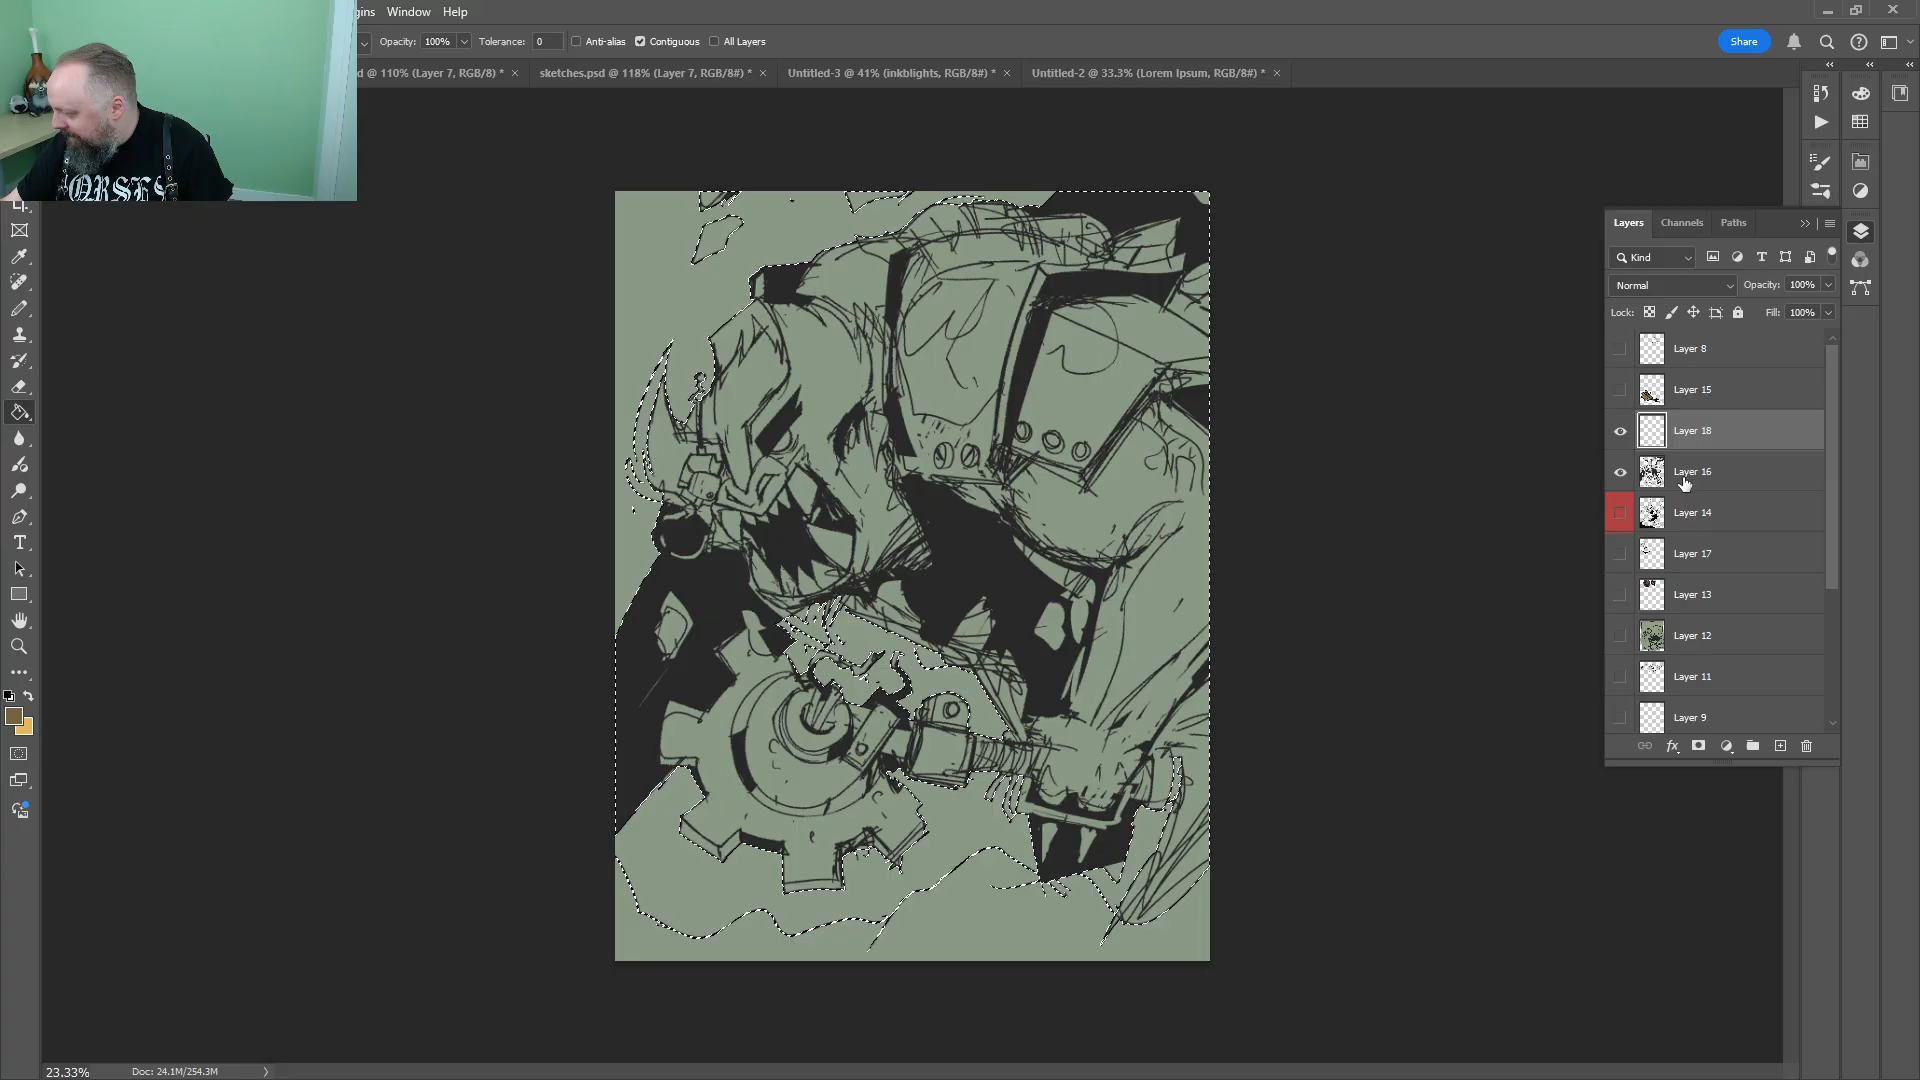 gins Window Help
Opacity: 100% Tolerance: 0 Anti-alias Contiguous All Layers Share
d @ 110% (Layer 7, RGB/8) * × sketches.psd @ 118% (Layer 7, RGB/8#) * × Untitled-3 @ 41% (inkblights, RGB/8#) * × Untitled-2 @ 33.3% (Lorem Ipsum, RGB/8#) * ×
Layers Channels Paths
Kind
Normal Opacity: 100%
Lock: Fill: 100%
Layer 8
Layer 15
Layer 18
Layer 16
Layer 14
Layer 17
Layer 13
Layer 12
Layer 11
Layer 9
fx
23.33% Doc: 24.1M/254.3M